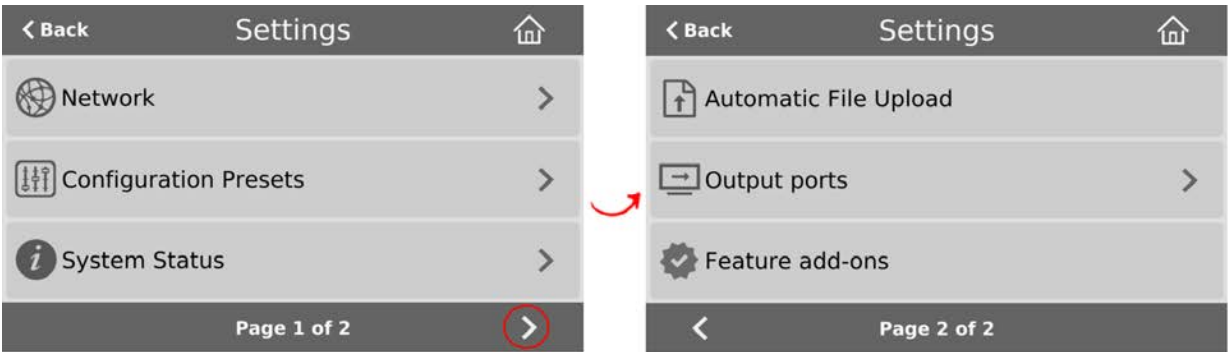 Back Settings
Network
Configuration Presets
i System Status
Page 1 of 2
Back Settings
Automatic File Upload
Output ports
Feature add-ons
Page 2 of 2